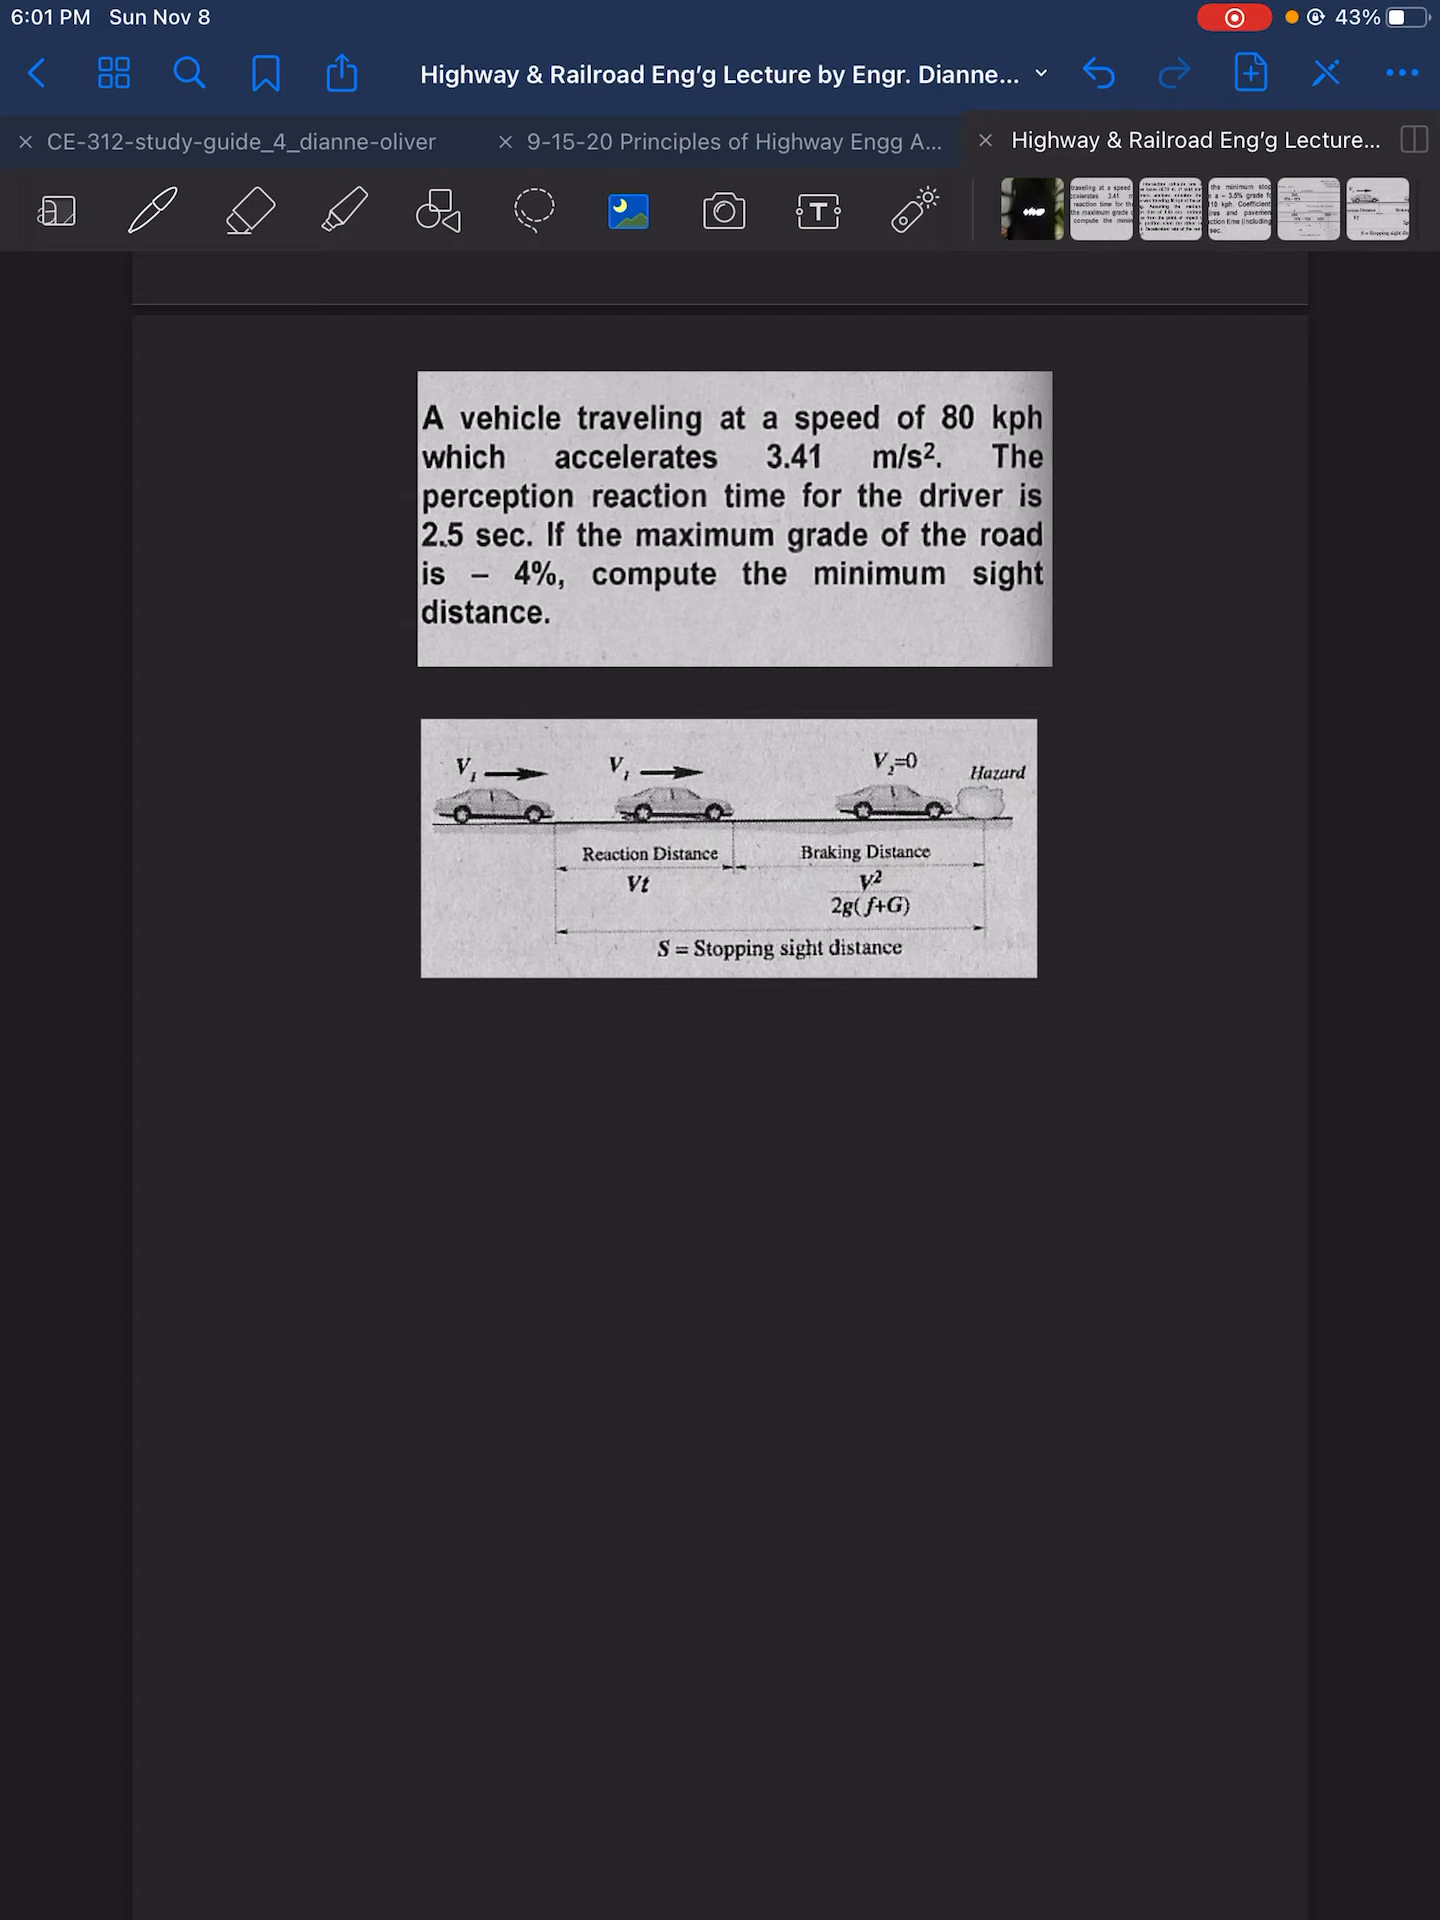 6:01 PM Sun Nov 8
43%
Highway & Railroad Eng'g Lecture by Engr. Dianne...
CE-312-study-guide_4_dianne-oliver
9-15-20 Principles of Highway Engg A...
Highway & Railroad Eng'g Lecture...
A vehicle traveling at a speed of 80 kph
which accelerates 3.41 m/s². The
perception reaction time for the driver is
2.5 sec. If the maximum grade of the road
is – 4%, compute the minimum sight
distance.
V₁ V₁ V₂=0 Hazard
Reaction Distance Braking Distance
Vt V²
2g(f+G)
S = Stopping sight distance